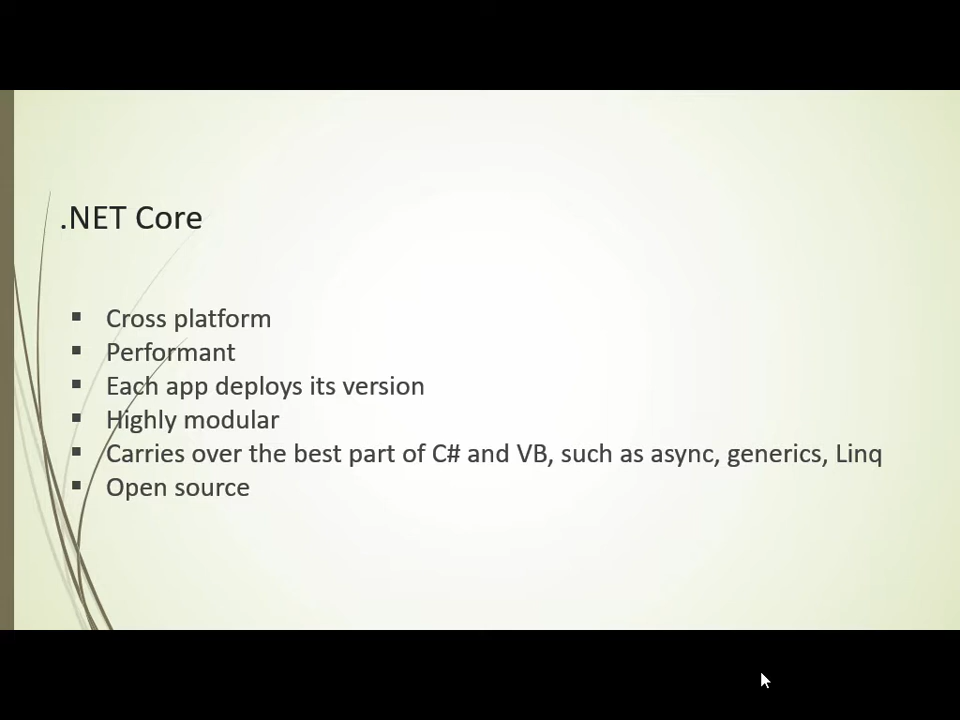 .NET Core
▪ Cross platform
▪ Performant
▪ Each app deploys its version
▪ Highly modular
▪ Carries over the best part of C# and VB, such as async, generics, Linq
▪ Open source